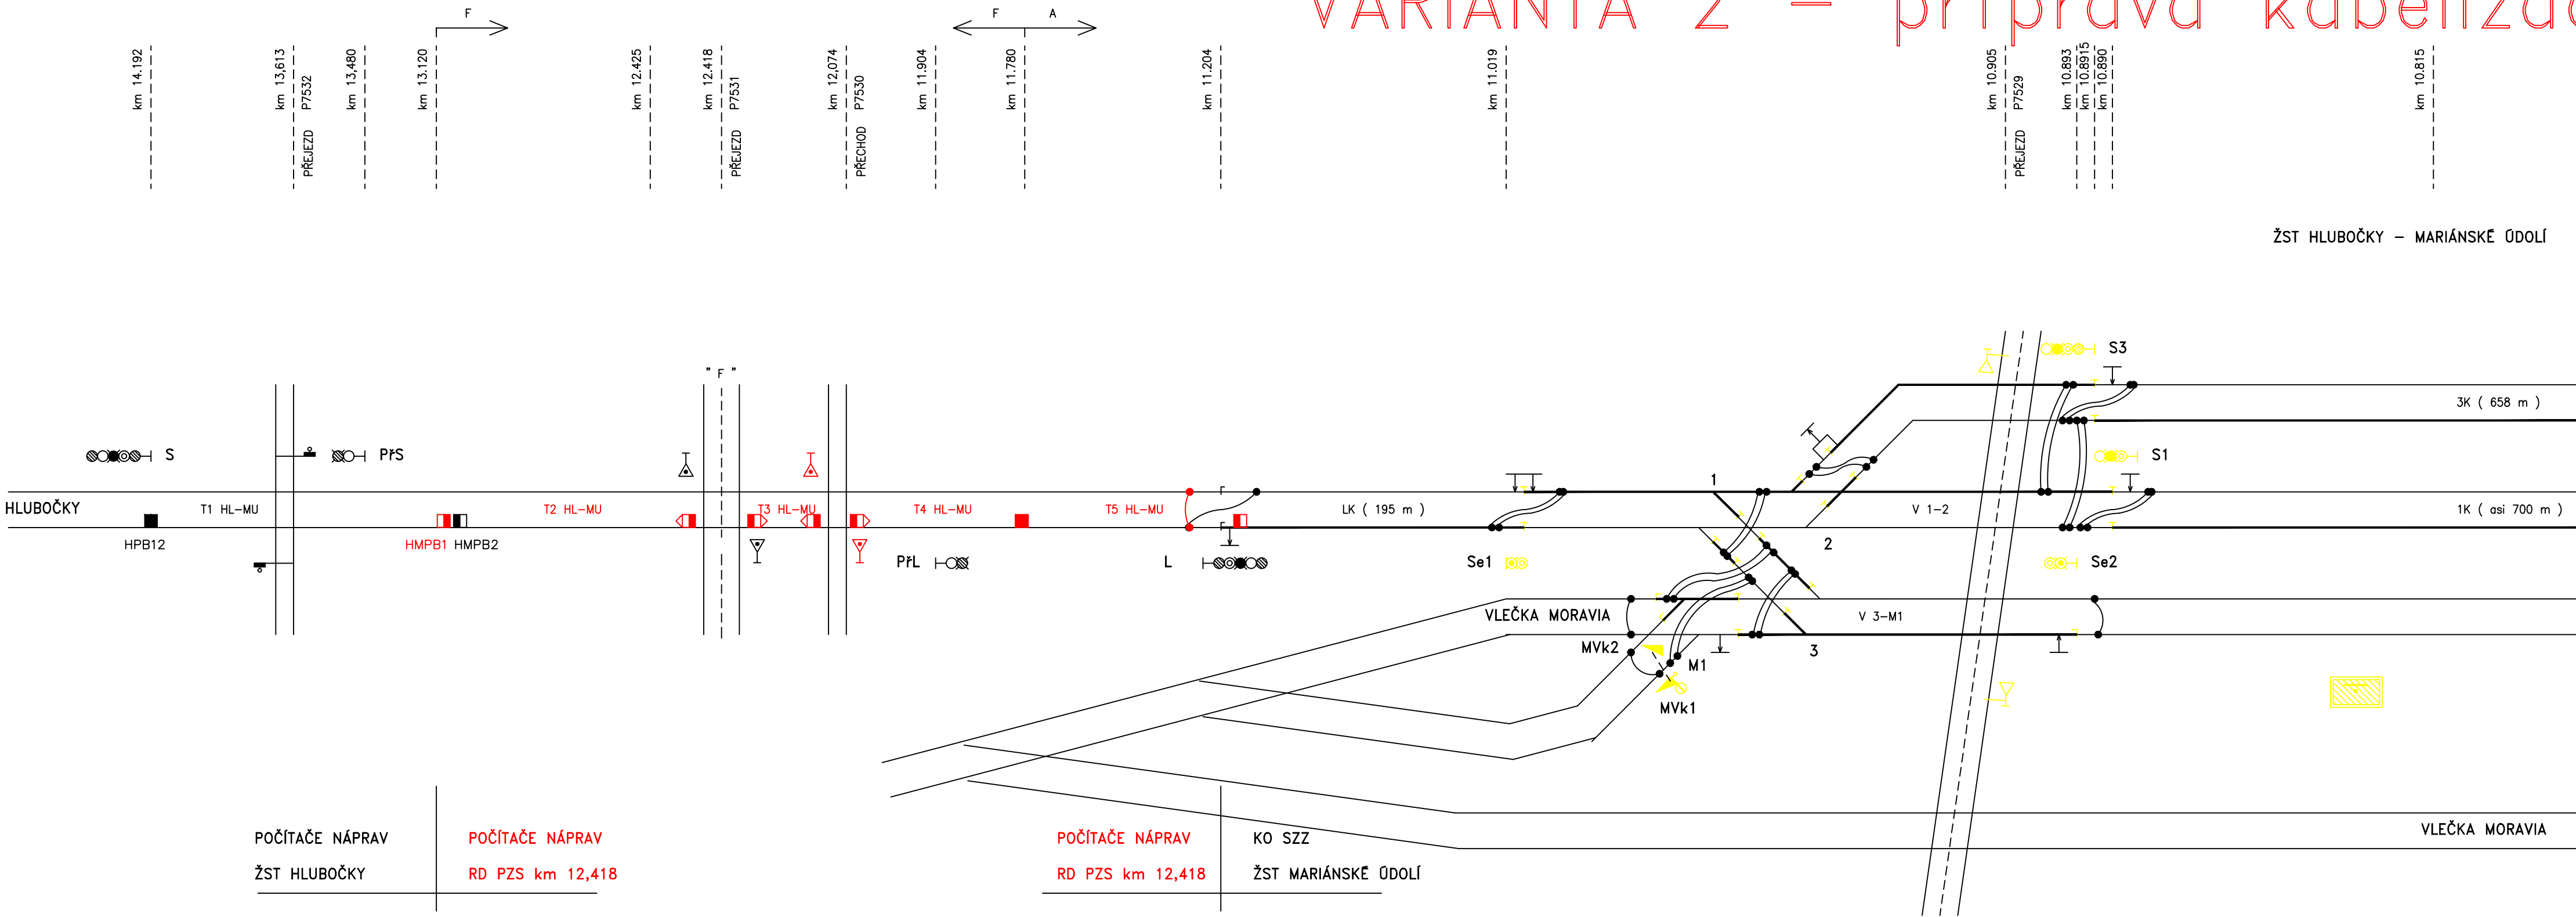 VARIANTA 2 – příprava kabeliza
F
F A
km 14.192
km 13,613
PŘEJEZD P7532
km 13,480
km 13.120
km 12.425
km 12.418
PŘEJEZD P7531
km 12,074
PŘECHOD P7530
km 11.904
km 11.780
km 11.204
km 11.019
km 10.905
PŘEJEZD P7529
km 10.893
km 10.8915
km 10.890
km 10.815
ŽST HLUBOČKY – MARIÁNSKÉ ÚDOLÍ
S3
" F "
3K ( 658 m )
S
PřS
S1
1
HLUBOČKY
T1 HL–MU
T2 HL–MU
T3 HL–MU
T4 HL–MU
T5 HL–MU
F
LK ( 195 m )
V 1–2
1K ( asi 700 m )
F
HPB12
HMPB1 HMPB2
2
PřL
L
Se1
Se2
VLEČKA MORAVIA
V 3–M1
MVk2
M1
3
MVk1
POČÍTAČE NÁPRAV
POČÍTAČE NÁPRAV
POČÍTAČE NÁPRAV
KO SZZ
VLEČKA MORAVIA
ŽST HLUBOČKY
RD PZS km 12,418
RD PZS km 12,418
ŽST MARIÁNSKÉ ÚDOLÍ